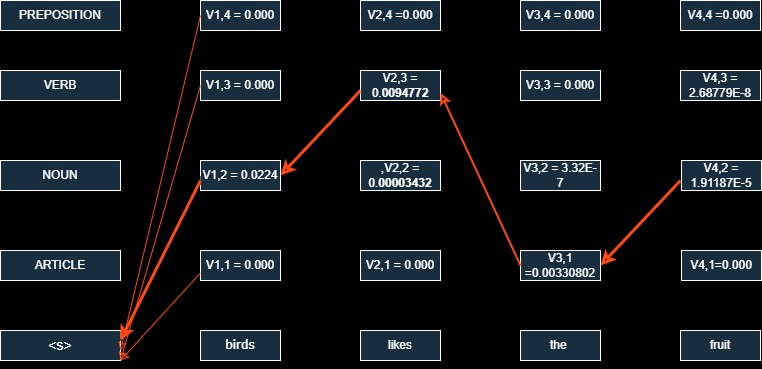 PREPOSITION
V1,4 = 0.000
V2,4 =0.000
V3,4 = 0.000
V4,4 =0.000
VERB
V1,3 = 0.000
V2,3 =
0.0094772
V3,3 = 0.000
V4,3 =
2.68779E-8
NOUN
V1,2 = 0.0224
,V2,2 =
0.00003432
V3,2 = 3.32E-
7
V4,2 =
1.91187E-5
ARTICLE
V1,1 = 0.000
V2,1 = 0.000
V3,1
=0.00330802
V4,1=0.000
<s>
birds
likes
the
fruit